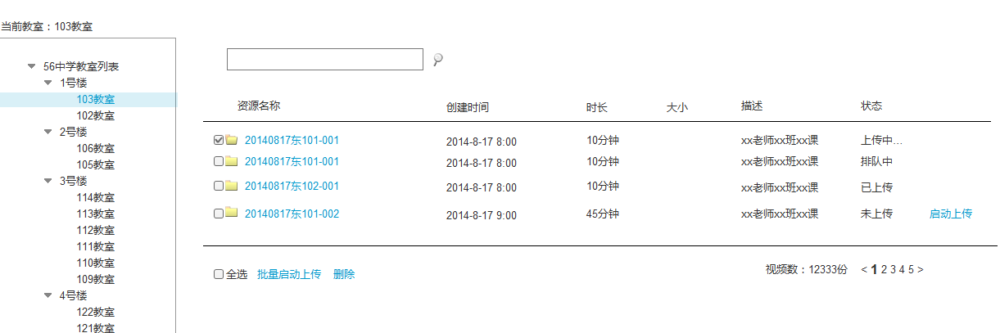 当前教室：103教室
56中学教室列表
1号楼
103教室
102教室
2号楼
106教室
105教室
3号楼
114教室
113教室
112教室
111教室
110教室
109教室
4号楼
122教室
121教室
资源名称 创建时间 时长 大小 描述 状态
20140817东101-001 2014-8-17 8:00 10分钟 xx老师xx班xx课 上传中...
20140817东101-001 2014-8-17 8:00 10分钟 xx老师xx班xx课 排队中
20140817东102-001 2014-8-17 8:00 10分钟 xx老师xx班xx课 已上传
20140817东101-002 2014-8-17 9:00 45分钟 xx老师xx班xx课 未上传 启动上传
全选 批量启动上传 删除 视频数：12333份 < 1 2 3 4 5 >